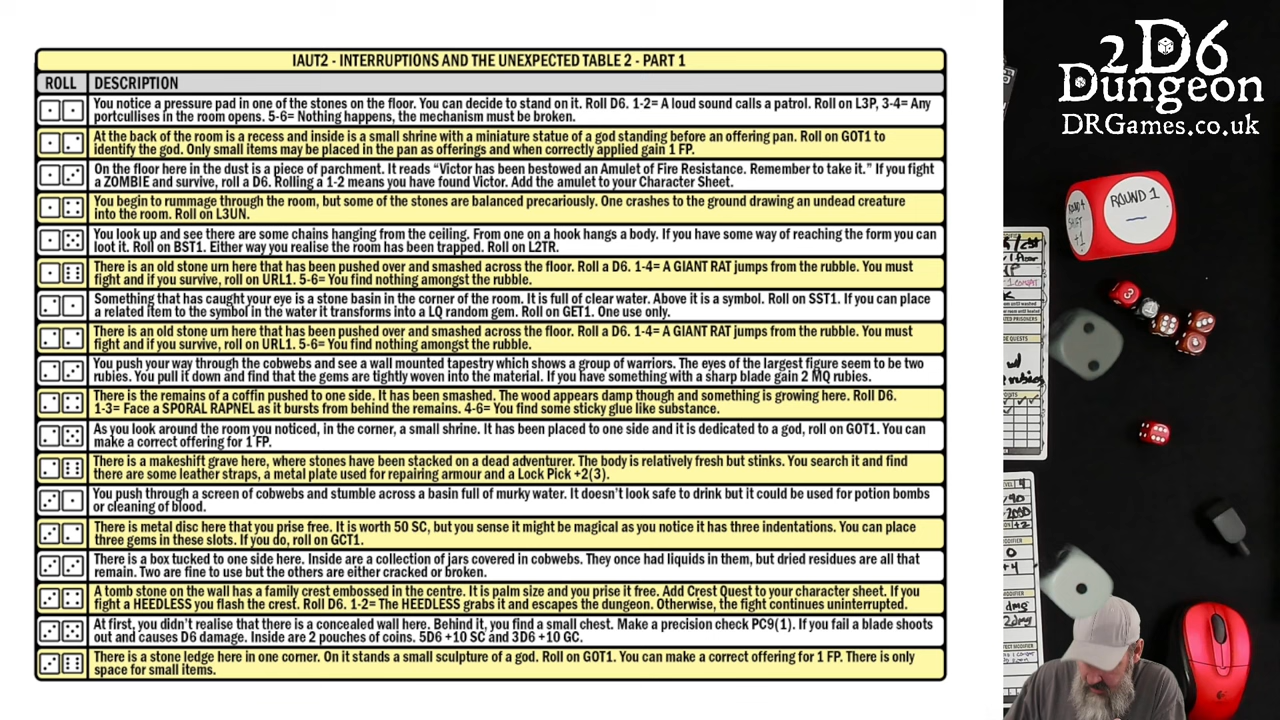 IAUT2 - INTERRUPTIONS AND THE UNEXPECTED TABLE 2 - PART 1
ROLL DESCRIPTION
You notice a pressure pad in one of the stones on the floor. You can decide to stand on it. Roll D6. 1-2= A loud sound calls a patrol. Roll on L3P, 3-4= Any
portcullises in the room opens. 5-6= Nothing happens, the mechanism must be broken.
At the back of the room is a recess and inside is a small shrine with a miniature statue of a god standing before an offering pan. Roll on GOT1 to
identify the god. Only small items may be placed in the pan as offerings and when correctly applied gain 1 FP.
On the floor here in the dust is a piece of parchment. It reads “Victor has been bestowed an Amulet of Fire Resistance. Remember to take it.” If you fight
a ZOMBIE and survive, roll a D6. Rolling a 1-2 means you have found Victor. Add the amulet to your Character Sheet.
You begin to rummage through the room, but some of the stones are balanced precariously. One crashes to the ground drawing an undead creature
into the room. Roll on L3UN.
You look up and see there are some chains hanging from the ceiling. From one on a hook hangs a body. If you have some way of reaching the form you can
loot it. Roll on BST1. Either way you realise the room has been trapped. Roll on L2TR.
There is an old stone urn here that has been pushed over and smashed across the floor. Roll a D6. 1-4= A GIANT RAT jumps from the rubble. You must
fight and if you survive, roll on URL1. 5-6= You find nothing amongst the rubble.
Something that has caught your eye is a stone basin in the corner of the room. It is full of clear water. Above it is a symbol. Roll on SST1. If you can place
a related item to the symbol in the water it transforms into a LQ random gem. Roll on GET1. One use only.
There is an old stone urn here that has been pushed over and smashed across the floor. Roll a D6. 1-4= A GIANT RAT jumps from the rubble. You must
fight and if you survive, roll on URL1. 5-6= You find nothing amongst the rubble.
You push your way through the cobwebs and see a wall mounted tapestry which shows a group of warriors. The eyes of the largest figure seem to be two
rubies. You pull it down and find that the gems are tightly woven into the material. If you have something with a sharp blade gain 2 MQ rubies.
There is the remains of a coffin pushed to one side. It has been smashed. The wood appears damp though and something is growing here. Roll D6.
1-3= Face a SPORAL RAPNEL as it bursts from behind the remains. 4-6= You find some sticky glue like substance.
As you look around the room you noticed, in the corner, a small shrine. It has been placed to one side and it is dedicated to a god, roll on GOT1. You can
make a correct offering for 1 FP.
There is a makeshift grave here, where stones have been stacked on a dead adventurer. The body is relatively fresh but stinks. You search it and find
there are some leather straps, a metal plate used for repairing armour and a Lock Pick +2(3).
You push through a screen of cobwebs and stumble across a basin full of murky water. It doesn't look safe to drink but it could be used for potion bombs
or cleaning of blood.
There is metal disc here that you prise free. It is worth 50 SC, but you sense it might be magical as you notice it has three indentations. You can place
three gems in these slots. If you do, roll on GCT1.
There is a box tucked to one side here. Inside are a collection of jars covered in cobwebs. They once had liquids in them, but dried residues are all that
remain. Two are fine to use but the others are either cracked or broken.
A tomb stone on the wall has a family crest embossed in the centre. It is palm size and you prise it free. Add Crest Quest to your character sheet. If you
fight a HEEDLESS you flash the crest. Roll D6. 1-2= The HEEDLESS grabs it and escapes the dungeon. Otherwise, the fight continues uninterrupted.
At first, you didn't realise that there is a concealed wall here. Behind it, you find a small chest. Make a precision check PC9(1). If you fail a blade shoots
out and causes D6 damage. Inside are 2 pouches of coins. 5D6 +10 SC and 3D6 +10 GC.
There is a stone ledge here in one corner. On it stands a small sculpture of a god. Roll on GOT1. You can make a correct offering for 1 FP. There is only
space for small items.
2D6
Dungeon
DRGames.co.uk
ROUND 1